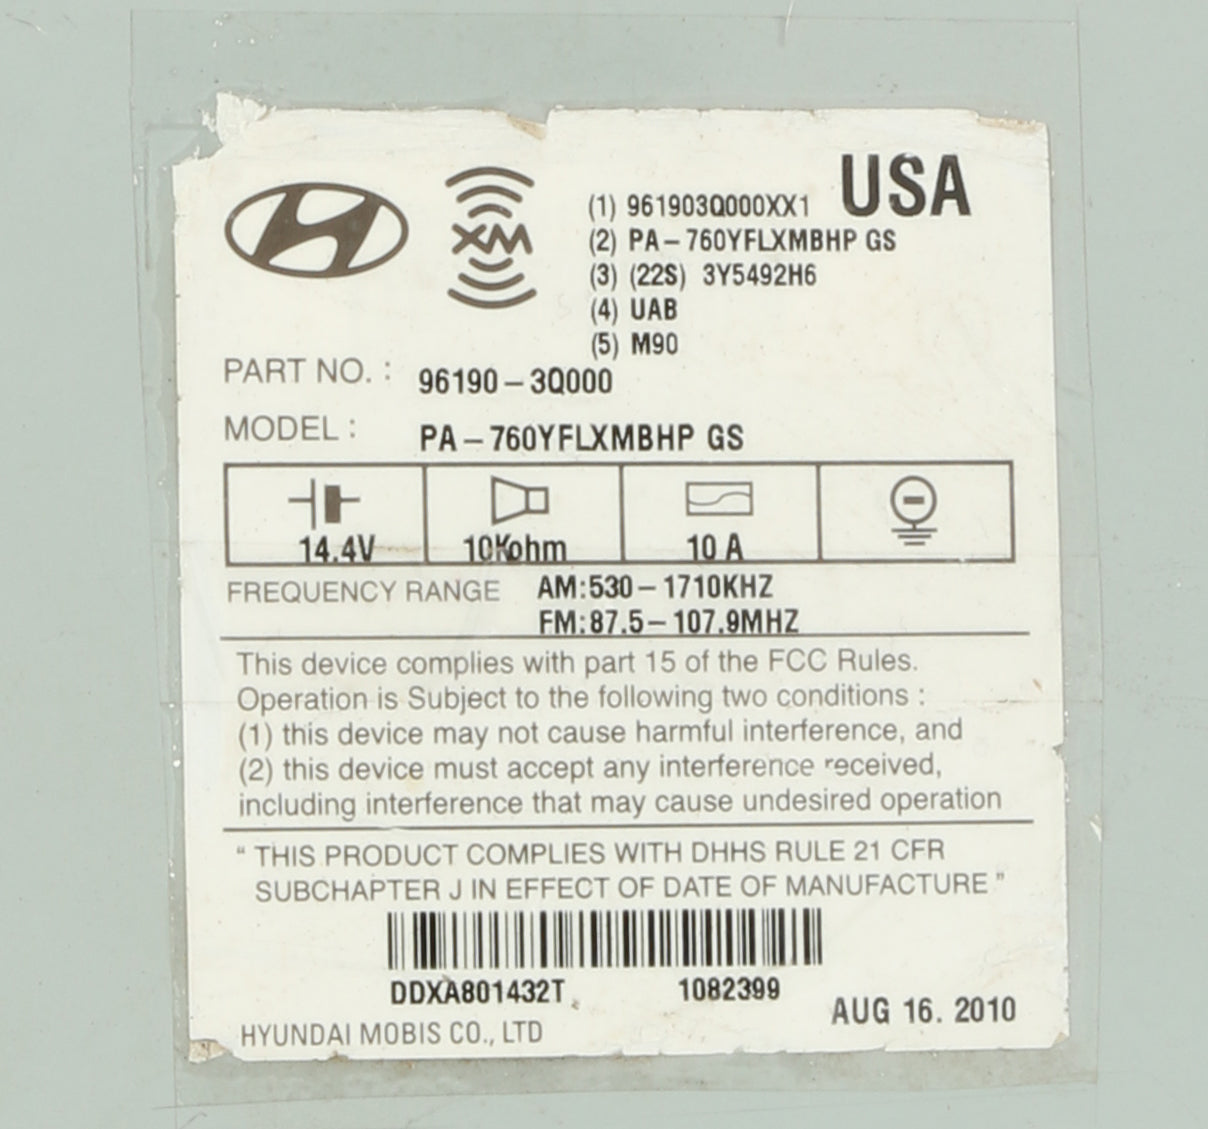 XM
USA
(1) 961903Q000XX1
(2) PA-760YFLXMBHP GS
(3) (22S) 3Y5492H6
(4) UAB
(5) M90
PART NO. : 96190-3Q000
MODEL : PA-760YFLXMBHP GS
14.4V 10Kohm 10 A
FREQUENCY RANGE AM:530-1710KHZ
FM:87.5-107.9MHZ
This device complies with part 15 of the FCC Rules.
Operation is Subject to the following two conditions :
(1) this device may not cause harmful interference, and
(2) this device must accept any interference received,
including interference that may cause undesired operation
" THIS PRODUCT COMPLIES WITH DHHS RULE 21 CFR
SUBCHAPTER J IN EFFECT OF DATE OF MANUFACTURE "
DDXA801432T 1082399
AUG 16. 2010
HYUNDAI MOBIS CO., LTD